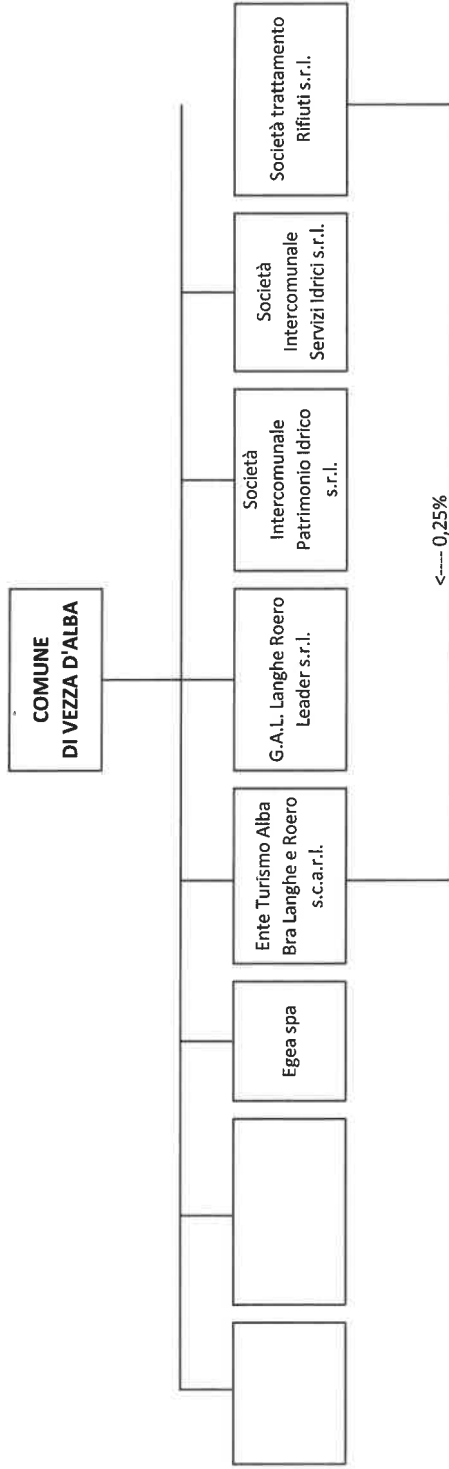 COMUNE
DI VEZZA D'ALBA
Egea spa
Ente Turismo Alba
Bra Langhe e Roero
s.c.a.r.l.
G.A.L. Langhe Roero
Leader s.r.l.
Società
Intercomunale
Patrimonio Idrico
s.r.l.
Società
Intercomunale
Servizi Idrici s.r.l.
Società trattamento
Rifiuti s.r.l.
<---- 0,25%